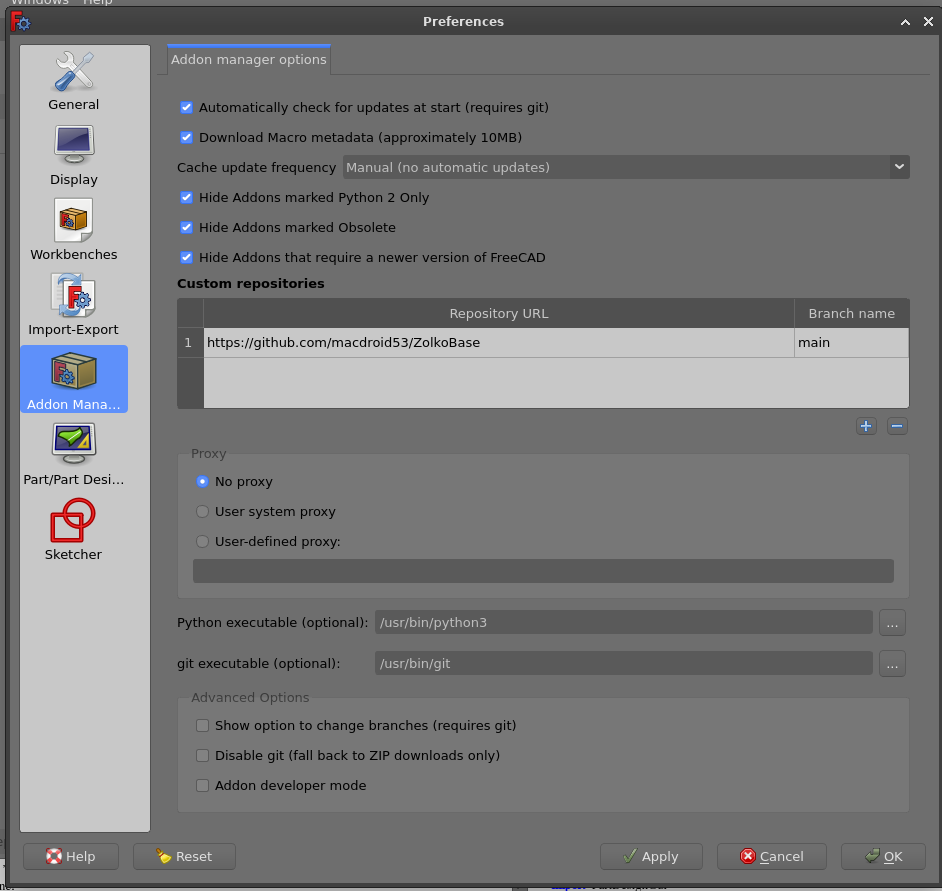 Windows Help
Preferences
General
Display
Workbenches
Import-Export
Addon Mana...
Part/Part Desi...
Sketcher
Addon manager options
Automatically check for updates at start (requires git)
Download Macro metadata (approximately 10MB)
Cache update frequency Manual (no automatic updates)
Hide Addons marked Python 2 Only
Hide Addons marked Obsolete
Hide Addons that require a newer version of FreeCAD
Custom repositories
Repository URL Branch name
1 https://github.com/macdroid53/ZolkoBase main
Proxy
No proxy
User system proxy
User-defined proxy:
Python executable (optional): /usr/bin/python3 ...
git executable (optional): /usr/bin/git ...
Advanced Options
Show option to change branches (requires git)
Disable git (fall back to ZIP downloads only)
Addon developer mode
Help Reset Apply Cancel OK